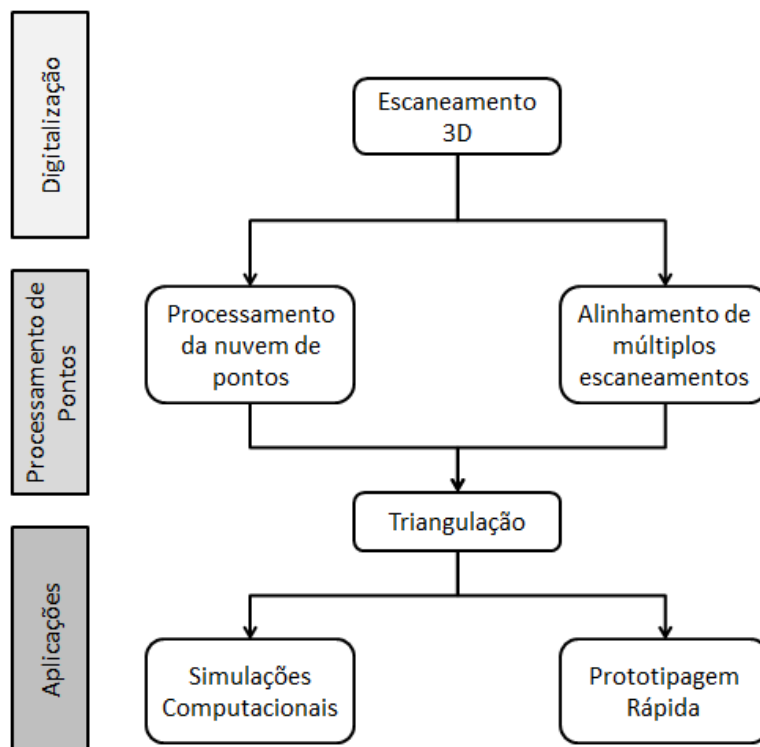 Digitalização
Escaneamento
3D
Processamento de
Pontos
Processamento
da nuvem de
pontos
Alinhamento de
múltiplos
escaneamentos
Triangulação
Aplicações
Simulações
Computacionais
Prototipagem
Rápida